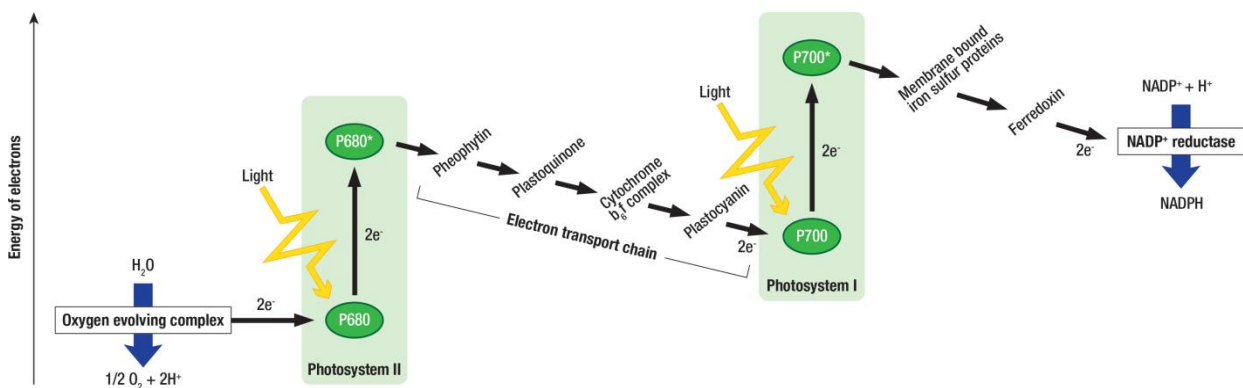 Energy of electrons
H₂O
Oxygen evolving complex
1/2 O₂ + 2H⁺
2e⁻
Light
P680*
2e⁻
P680
Photosystem II
Pheophytin
Plastoquinone
Cytochrome
b₆f complex
Plastocyanin
2e⁻
Electron transport chain
Light
P700*
2e⁻
P700
Photosystem I
Membrane bound
iron sulfur proteins
Ferredoxin
2e⁻
NADP⁺ + H⁺
NADP⁺ reductase
NADPH